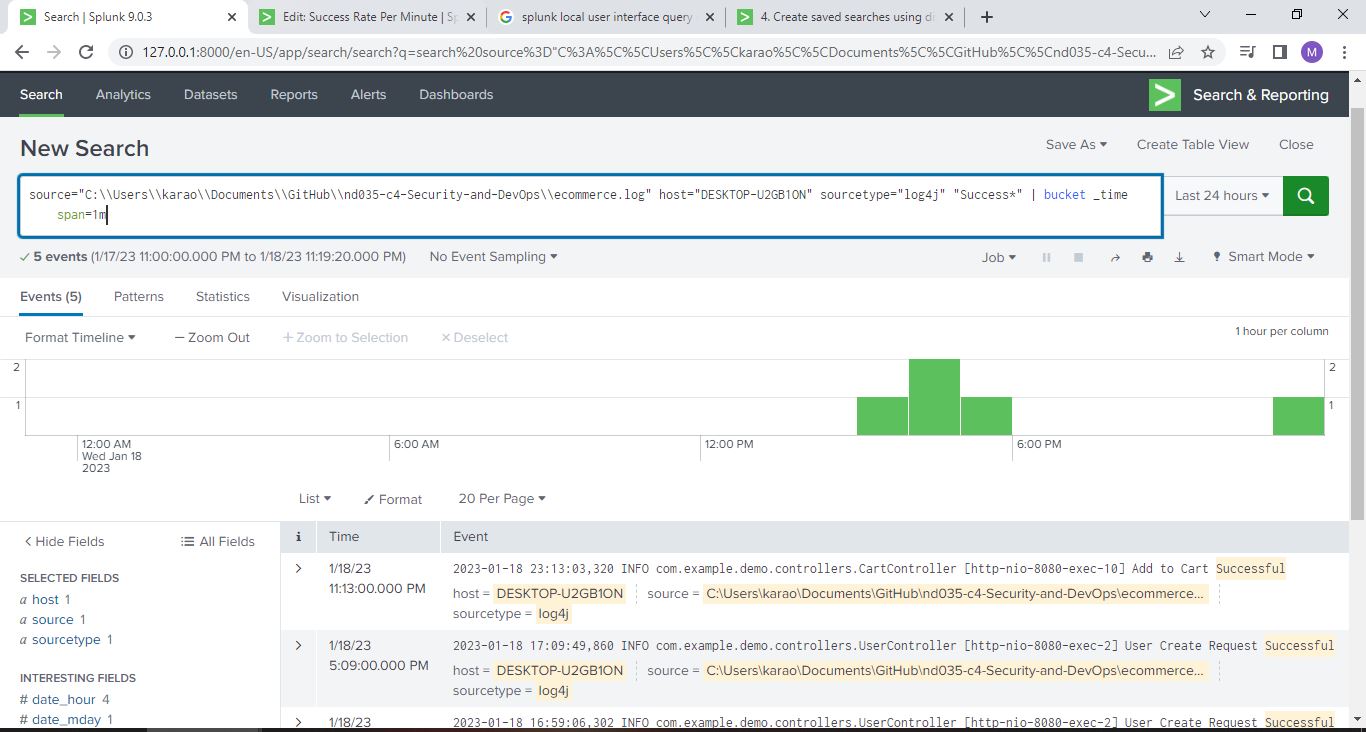 Search | Splunk 9.0.3
Edit: Success Rate Per Minute | Sp
splunk local user interface query
4. Create saved searches using di
127.0.0.1:8000/en-US/app/search/search?q=search%20source%3D"C%3A%5C%5CUsers%5C%5Ckarao%5C%5CDocuments%5C%5CGitHub%5C%5Cnd035-c4-Secu...
M
Search Analytics Datasets Reports Alerts Dashboards
Search & Reporting
New Search
Save As Create Table View Close
source="C:\\Users\\karao\\Documents\\GitHub\\nd035-c4-Security-and-DevOps\\ecommerce.log" host="DESKTOP-U2GB1ON" sourcetype="log4j" "Success*" | bucket _time
span=1m
Last 24 hours
5 events (1/17/23 11:00:00.000 PM to 1/18/23 11:19:20.000 PM) No Event Sampling
Job Smart Mode
Events (5) Patterns Statistics Visualization
Format Timeline — Zoom Out + Zoom to Selection × Deselect
1 hour per column
2 2
1 1
12:00 AM 6:00 AM 12:00 PM 6:00 PM
Wed Jan 18
2023
List Format 20 Per Page
< Hide Fields All Fields
i Time Event
SELECTED FIELDS
a host 1
a source 1
a sourcetype 1
INTERESTING FIELDS
# date_hour 4
# date_mday 1
> 1/18/23 2023-01-18 23:13:03,320 INFO com.example.demo.controllers.CartController [http-nio-8080-exec-10] Add to Cart Successful
11:13:00.000 PM host = DESKTOP-U2GB1ON source = C:\Users\karao\Documents\GitHub\nd035-c4-Security-and-DevOps\ecommerce...
sourcetype = log4j
> 1/18/23 2023-01-18 17:09:49,860 INFO com.example.demo.controllers.UserController [http-nio-8080-exec-2] User Create Request Successful
5:09:00.000 PM host = DESKTOP-U2GB1ON source = C:\Users\karao\Documents\GitHub\nd035-c4-Security-and-DevOps\ecommerce...
sourcetype = log4j
> 1/18/23 2023-01-18 16:59:06,302 INFO com.example.demo.controllers.UserController [http-nio-8080-exec-2] User Create Request Successful